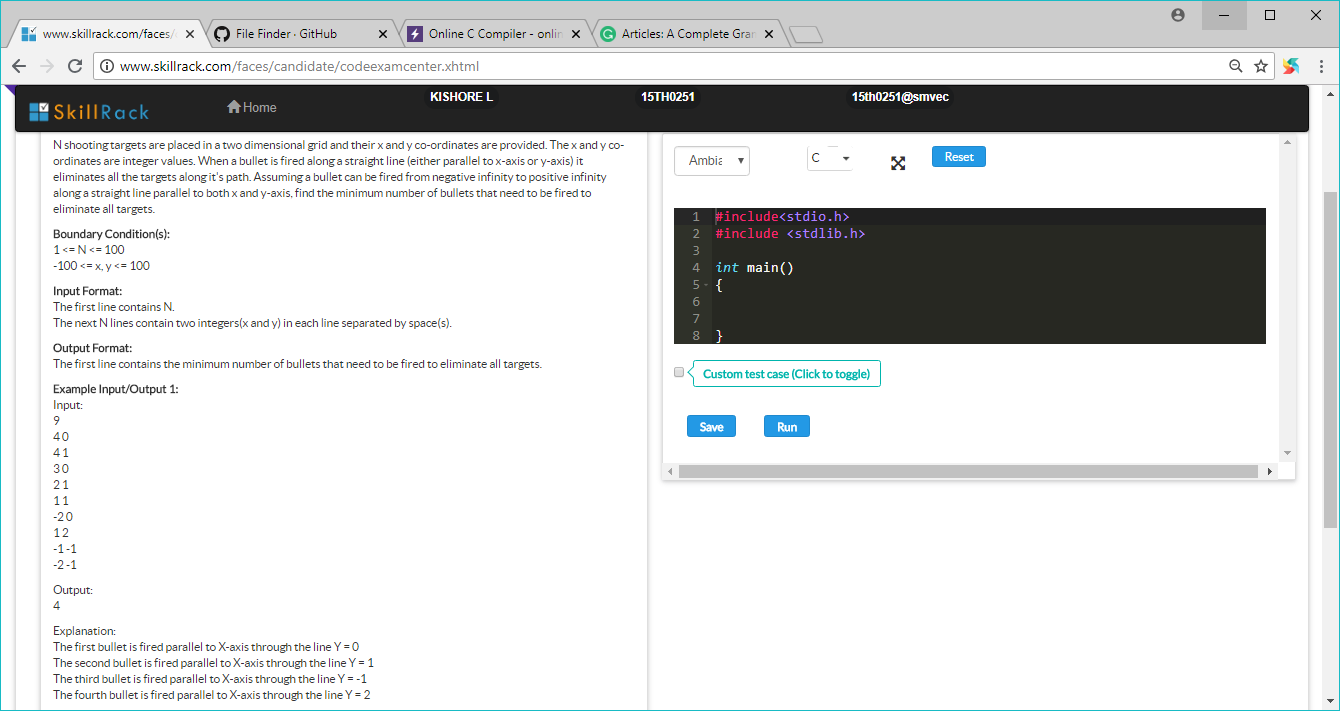 www.skillrack.com/faces/
File Finder · GitHub
Online C Compiler - onlin
Articles: A Complete Gran
www.skillrack.com/faces/candidate/codeexamcenter.xhtml
SkillRack
Home
KISHORE L
15TH0251
15th0251@smvec
N shooting targets are placed in a two dimensional grid and their x and y co-ordinates are provided. The x and y co-
ordinates are integer values. When a bullet is fired along a straight line (either parallel to x-axis or y-axis) it
eliminates all the targets along it's path. Assuming a bullet can be fired from negative infinity to positive infinity
along a straight line parallel to both x and y-axis, find the minimum number of bullets that need to be fired to
eliminate all targets.
Boundary Condition(s):
1 <= N <= 100
-100 <= x, y <= 100
Input Format:
The first line contains N.
The next N lines contain two integers(x and y) in each line separated by space(s).
Output Format:
The first line contains the minimum number of bullets that need to be fired to eliminate all targets.
Example Input/Output 1:
Input:
9
4 0
4 1
3 0
2 1
1 1
-2 0
1 2
-1 -1
-2 -1
Output:
4
Explanation:
The first bullet is fired parallel to X-axis through the line Y = 0
The second bullet is fired parallel to X-axis through the line Y = 1
The third bullet is fired parallel to X-axis through the line Y = -1
The fourth bullet is fired parallel to X-axis through the line Y = 2
Ambia
C
Reset
1 #include<stdio.h>
2 #include <stdlib.h>
3
4 int main()
5 {
6
7
8 }
Custom test case (Click to toggle)
Save
Run